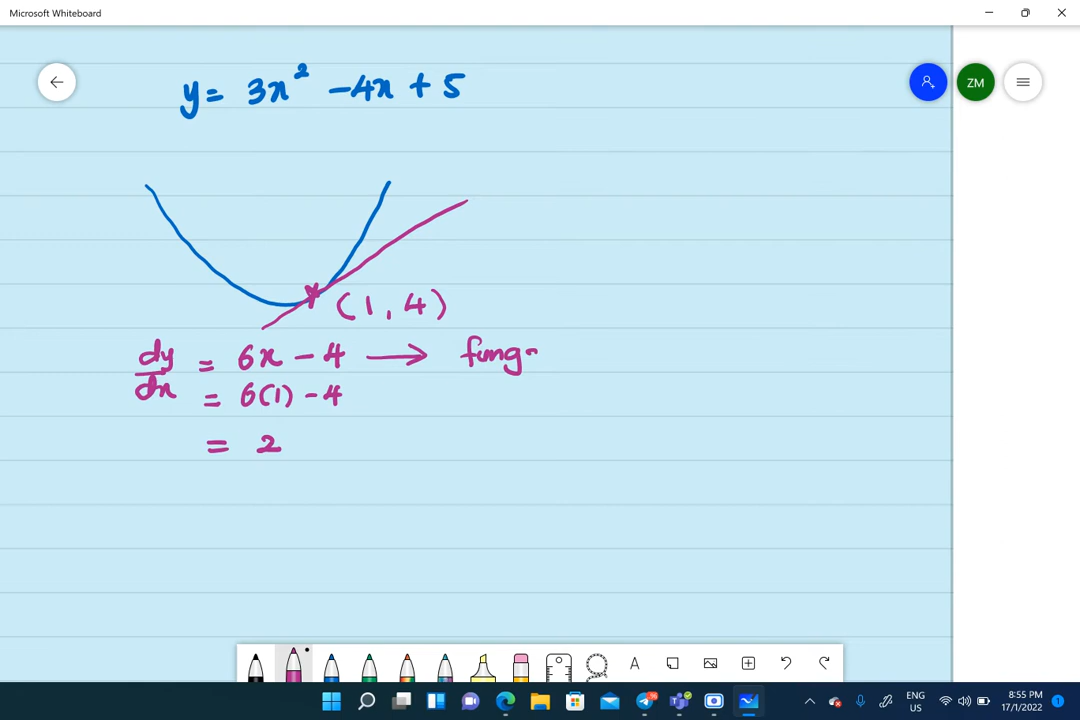 Microsoft Whiteboard
y = 3x² - 4x + 5
ZM
(1, 4)
dy/dx = 6x - 4 → fung
= 6(1) - 4
= 2
A
ENG
US
8:55 PM
17/1/2022